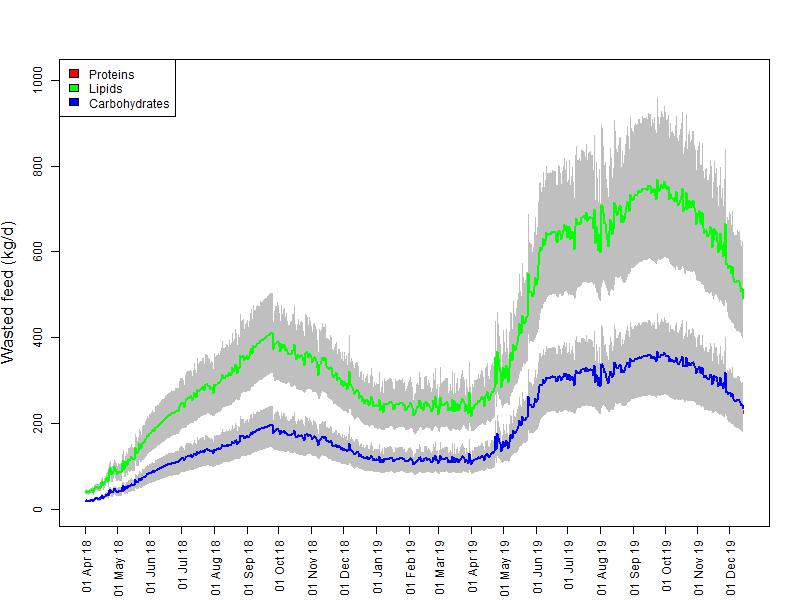 Proteins
Lipids
Carbohydrates
Wasted feed (kg/d)
1000
800
600
400
200
0
01 Apr 18
01 May 18
01 Jun 18
01 Jul 18
01 Aug 18
01 Sep 18
01 Oct 18
01 Nov 18
01 Dec 18
01 Jan 19
01 Feb 19
01 Mar 19
01 Apr 19
01 May 19
01 Jun 19
01 Jul 19
01 Aug 19
01 Sep 19
01 Oct 19
01 Nov 19
01 Dec 19